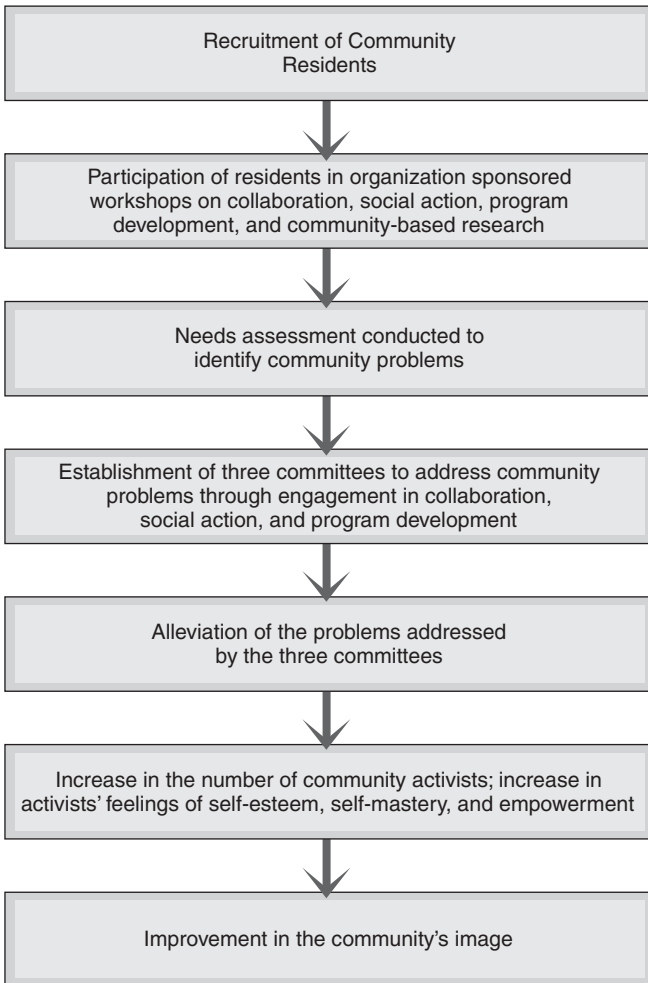 Recruitment of Community
Residents
Participation of residents in organization sponsored
workshops on collaboration, social action, program
development, and community-based research
Needs assessment conducted to
identify community problems
Establishment of three committees to address community
problems through engagement in collaboration,
social action, and program development
Alleviation of the problems addressed
by the three committees
Increase in the number of community activists; increase in
activists’ feelings of self-esteem, self-mastery, and empowerment
Improvement in the community’s image